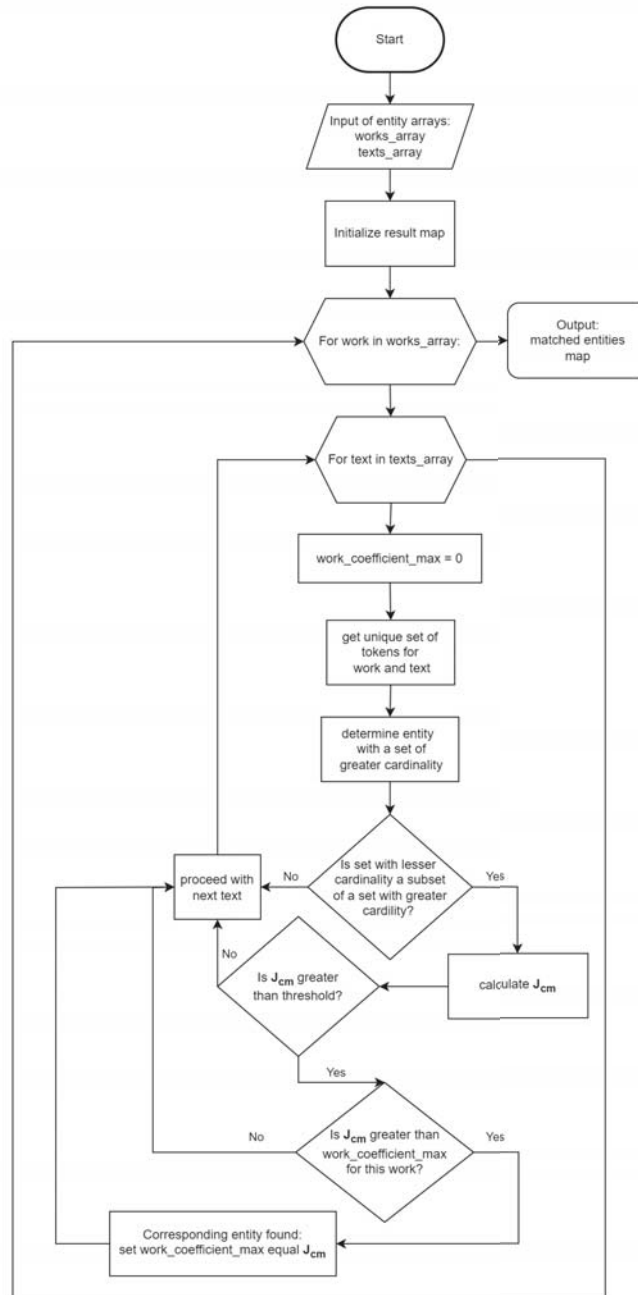 Start
Input of entity arrays:
works_array
texts_array
Initialize result map
For work in works_array:
Output:
matched entities
map
For text in texts_array
work_coefficient_max = 0
get unique set of
tokens for
work and text
determine entity
with a set of
greater cardinality
Is set with lesser
cardinality a subset
of a set with greater
cardility?
No
Yes
proceed with
next text
calculate Jcm
Is Jcm greater
than threshold?
No
Yes
Is Jcm greater than
work_coefficient_max
for this work?
No
Yes
Corresponding entity found:
set work_coefficient_max equal Jcm